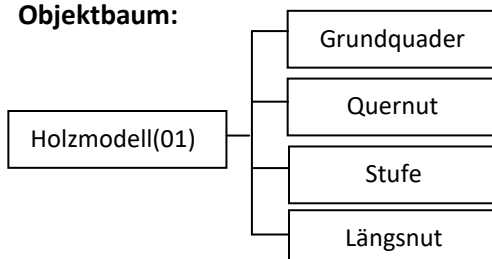 Objektbaum:
Grundquader
Quernut
Holzmodell(01)
Stufe
Längsnut